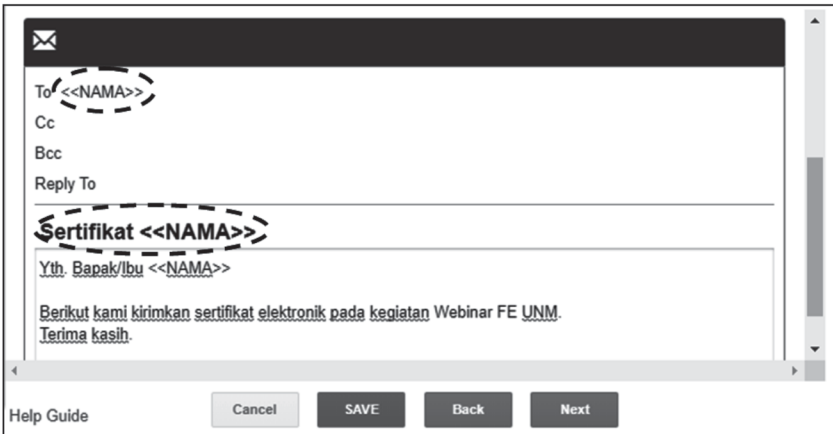 To <<NAMA>>
Cc
Bcc
Reply To
Sertifikat <<NAMA>>
Yth. Bapak/Ibu <<NAMA>>
Berikut kami kirimkan sertifikat elektronik pada kegiatan Webinar FE UNM.
Terima kasih.
Help Guide Cancel SAVE Back Next